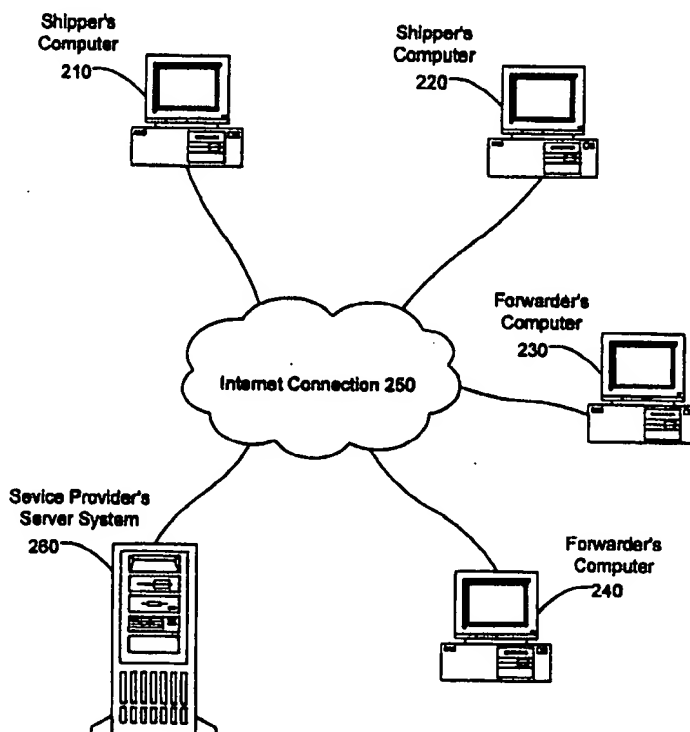 Shipper's
Computer
210
Shipper's
Computer
220
Forwarder's
Computer
230
Internet Connection 250
Sevice Provider's
Server System
260
Forwarder's
Computer
240